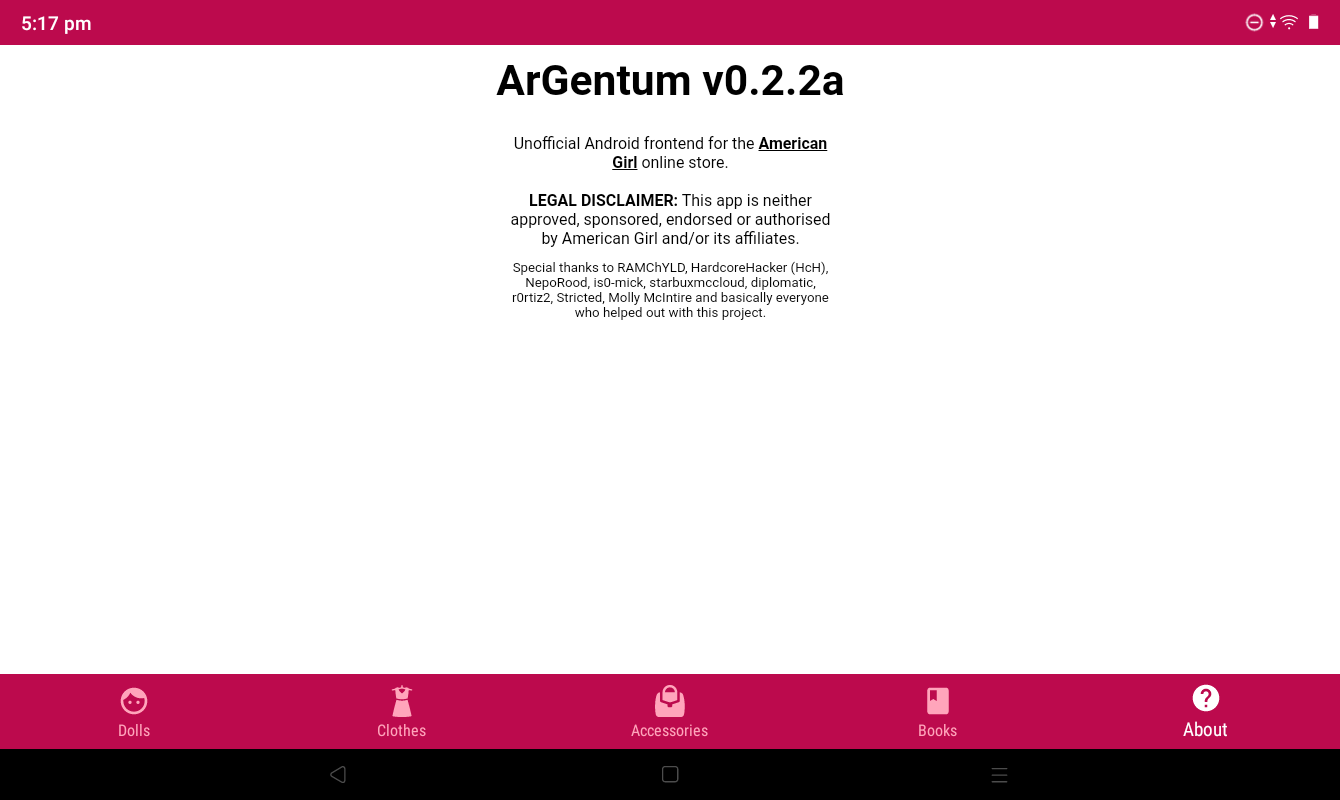 5:17 pm
ArGentum v0.2.2a
Unofficial Android frontend for the American
Girl online store.
LEGAL DISCLAIMER: This app is neither
approved, sponsored, endorsed or authorised
by American Girl and/or its affiliates.
Special thanks to RAMChYLD, HardcoreHacker (HcH),
NepoRood, is0-mick, starbuxmccloud, diplomatic,
r0rtiz2, Stricted, Molly McIntire and basically everyone
who helped out with this project.
Dolls
Clothes
Accessories
Books
About